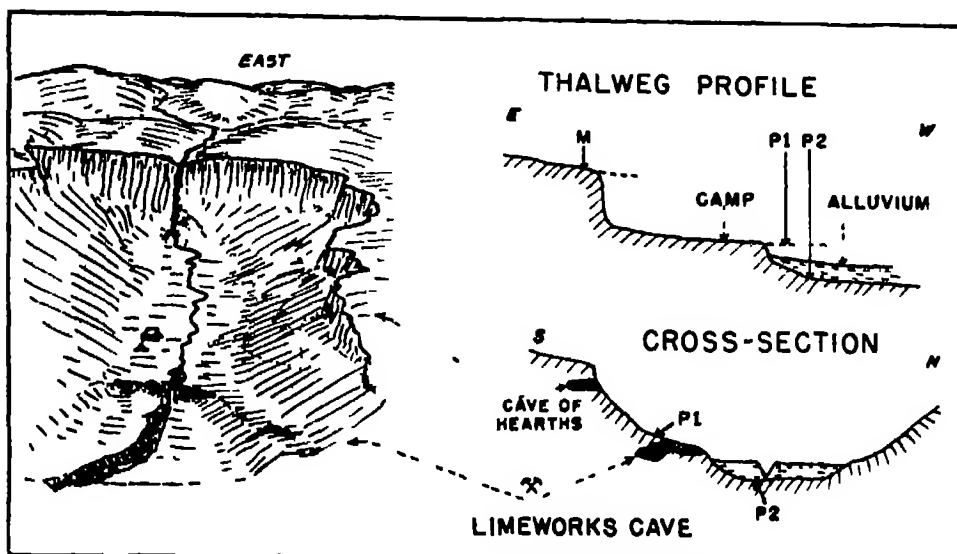 EAST
THALWEG PROFILE
E
W
M
P1 P2
CAMP
ALLUVIUM
CROSS-SECTION
S
N
CAVE OF
HEARTHS
P1
P2
LIMEWORKS CAVE